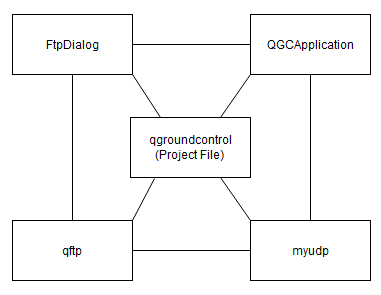 FtpDialog
QGCApplication
qgroundcontrol
(Project File)
qftp
myudp